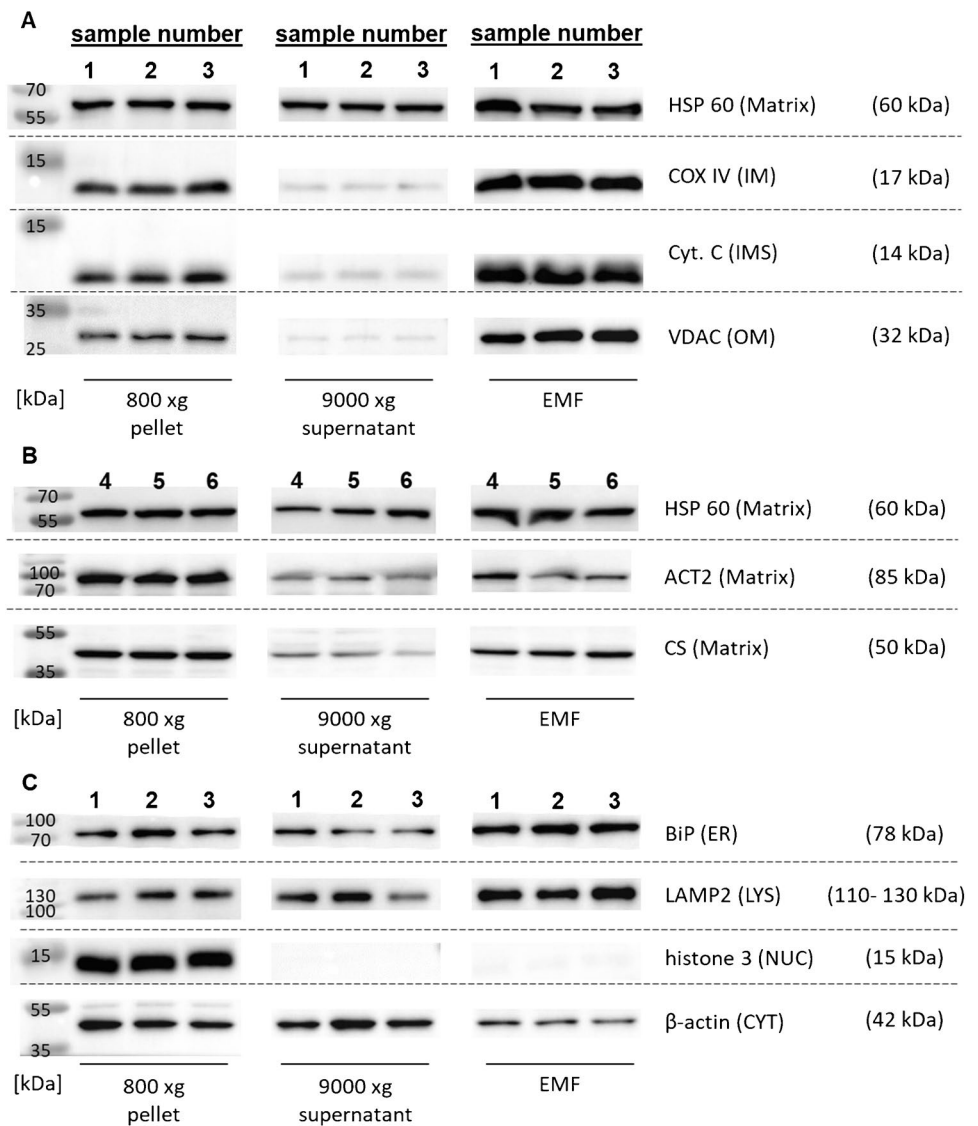 A
sample number sample number sample number
1 2 3 1 2 3 1 2 3
70
55
HSP 60 (Matrix) (60 kDa)
15
COX IV (IM) (17 kDa)
15
Cyt. C (IMS) (14 kDa)
35
25
VDAC (OM) (32 kDa)
[kDa] 800 xg 9000 xg EMF
pellet supernatant
B
4 5 6 4 5 6 4 5 6
70
55
HSP 60 (Matrix) (60 kDa)
100
70
ACT2 (Matrix) (85 kDa)
55
35
CS (Matrix) (50 kDa)
[kDa] 800 xg 9000 xg EMF
pellet supernatant
C
1 2 3 1 2 3 1 2 3
100
70
BiP (ER) (78 kDa)
130
100
LAMP2 (LYS) (110- 130 kDa)
15
histone 3 (NUC) (15 kDa)
55
35
β-actin (CYT) (42 kDa)
[kDa] 800 xg 9000 xg EMF
pellet supernatant